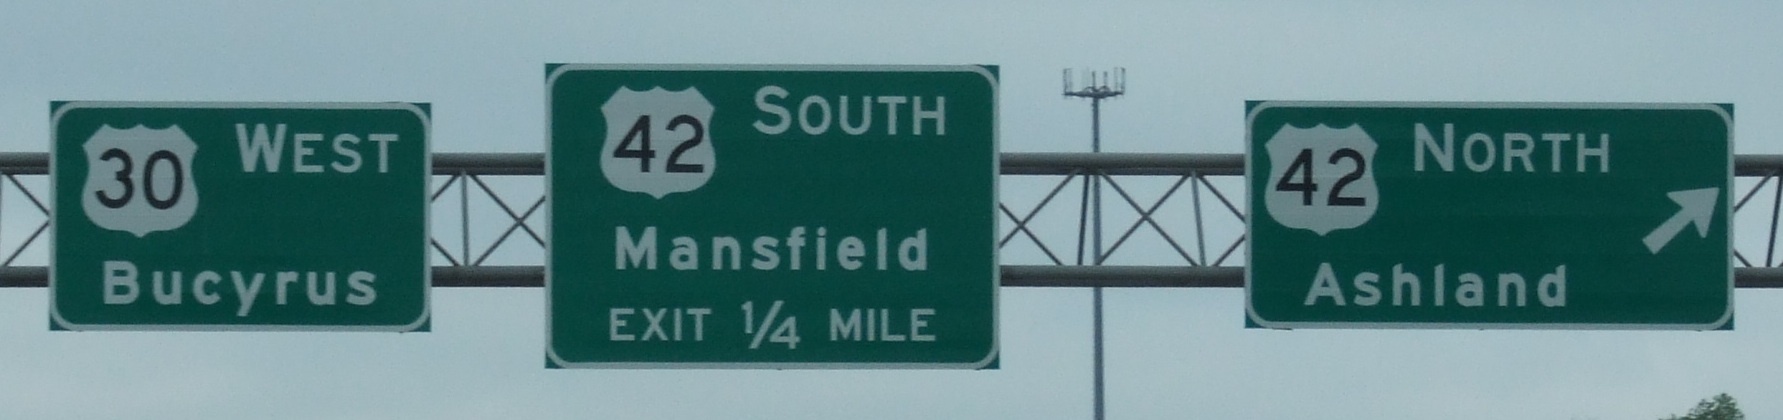 30 WEST
Bucyrus
42 SOUTH
Mansfield
EXIT 1/4 MILE
42 NORTH
Ashland